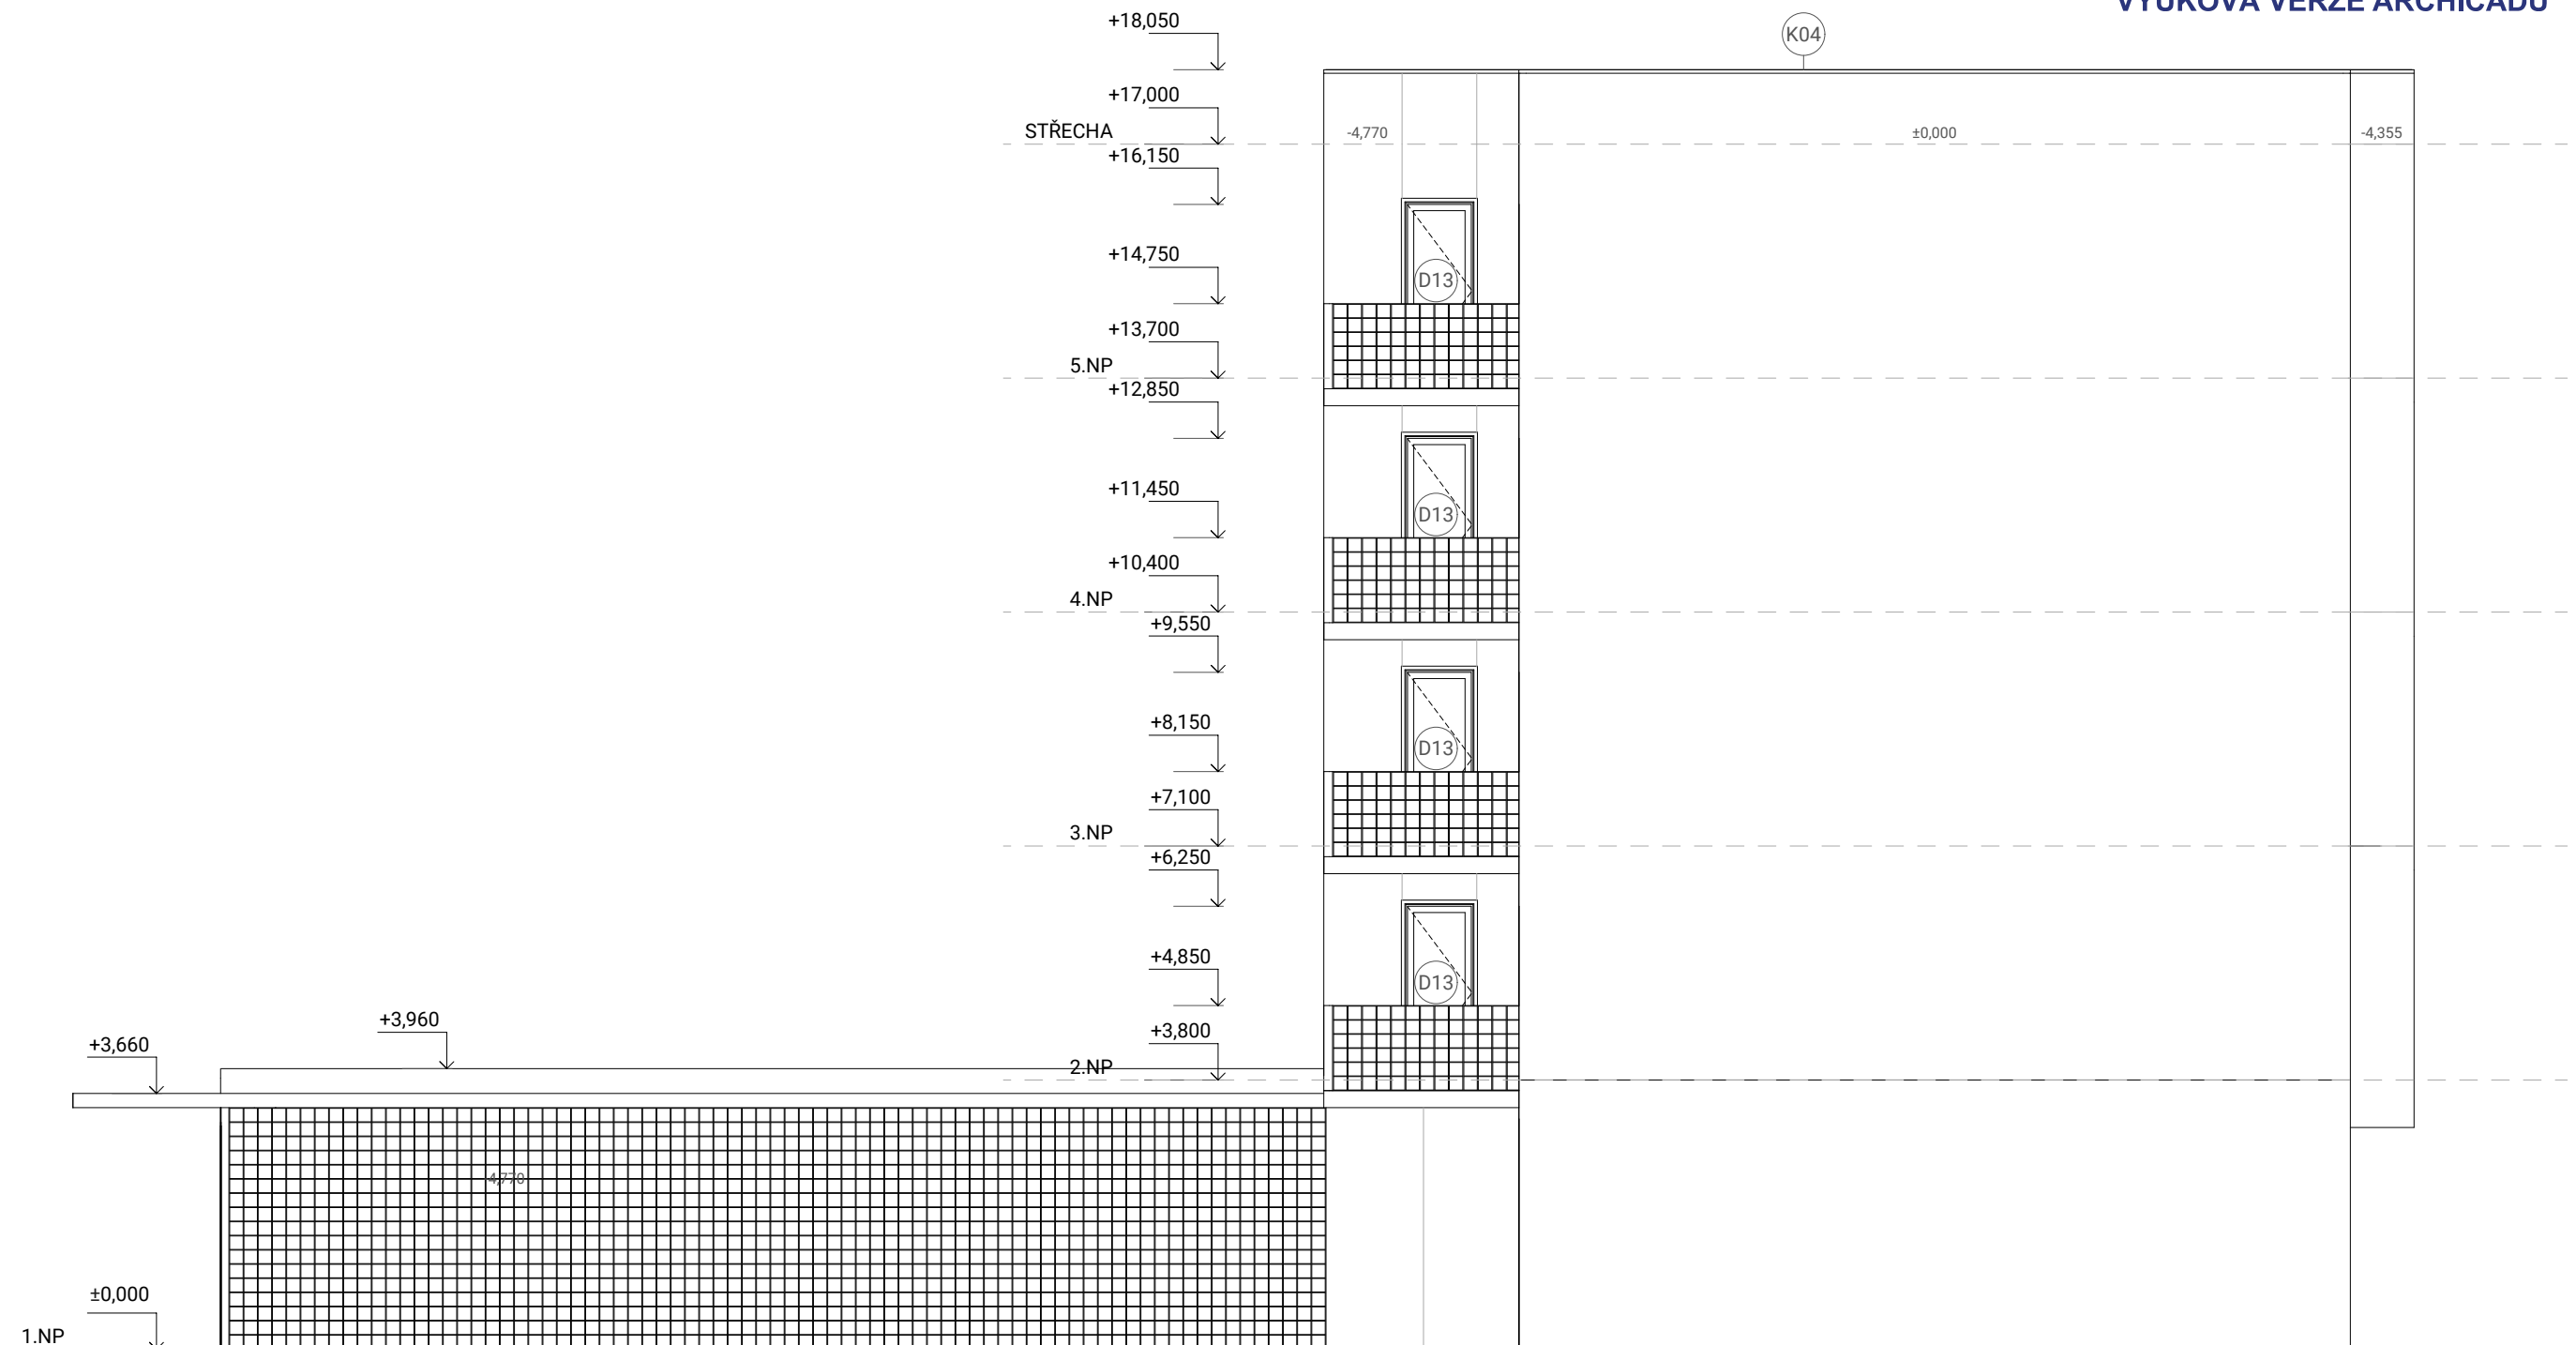 VÝUKOVÁ VERZE ARCHICADU
+18,050
K04
+17,000
STŘECHA
-4,770
±0,000
-4,355
+16,150
+14,750
D13
+13,700
5.NP
+12,850
+11,450
D13
+10,400
4.NP
+9,550
+8,150
D13
+7,100
3.NP
+6,250
+4,850
D13
+3,960
+3,800
+3,660
2.NP
-4,770
±0,000
1.NP